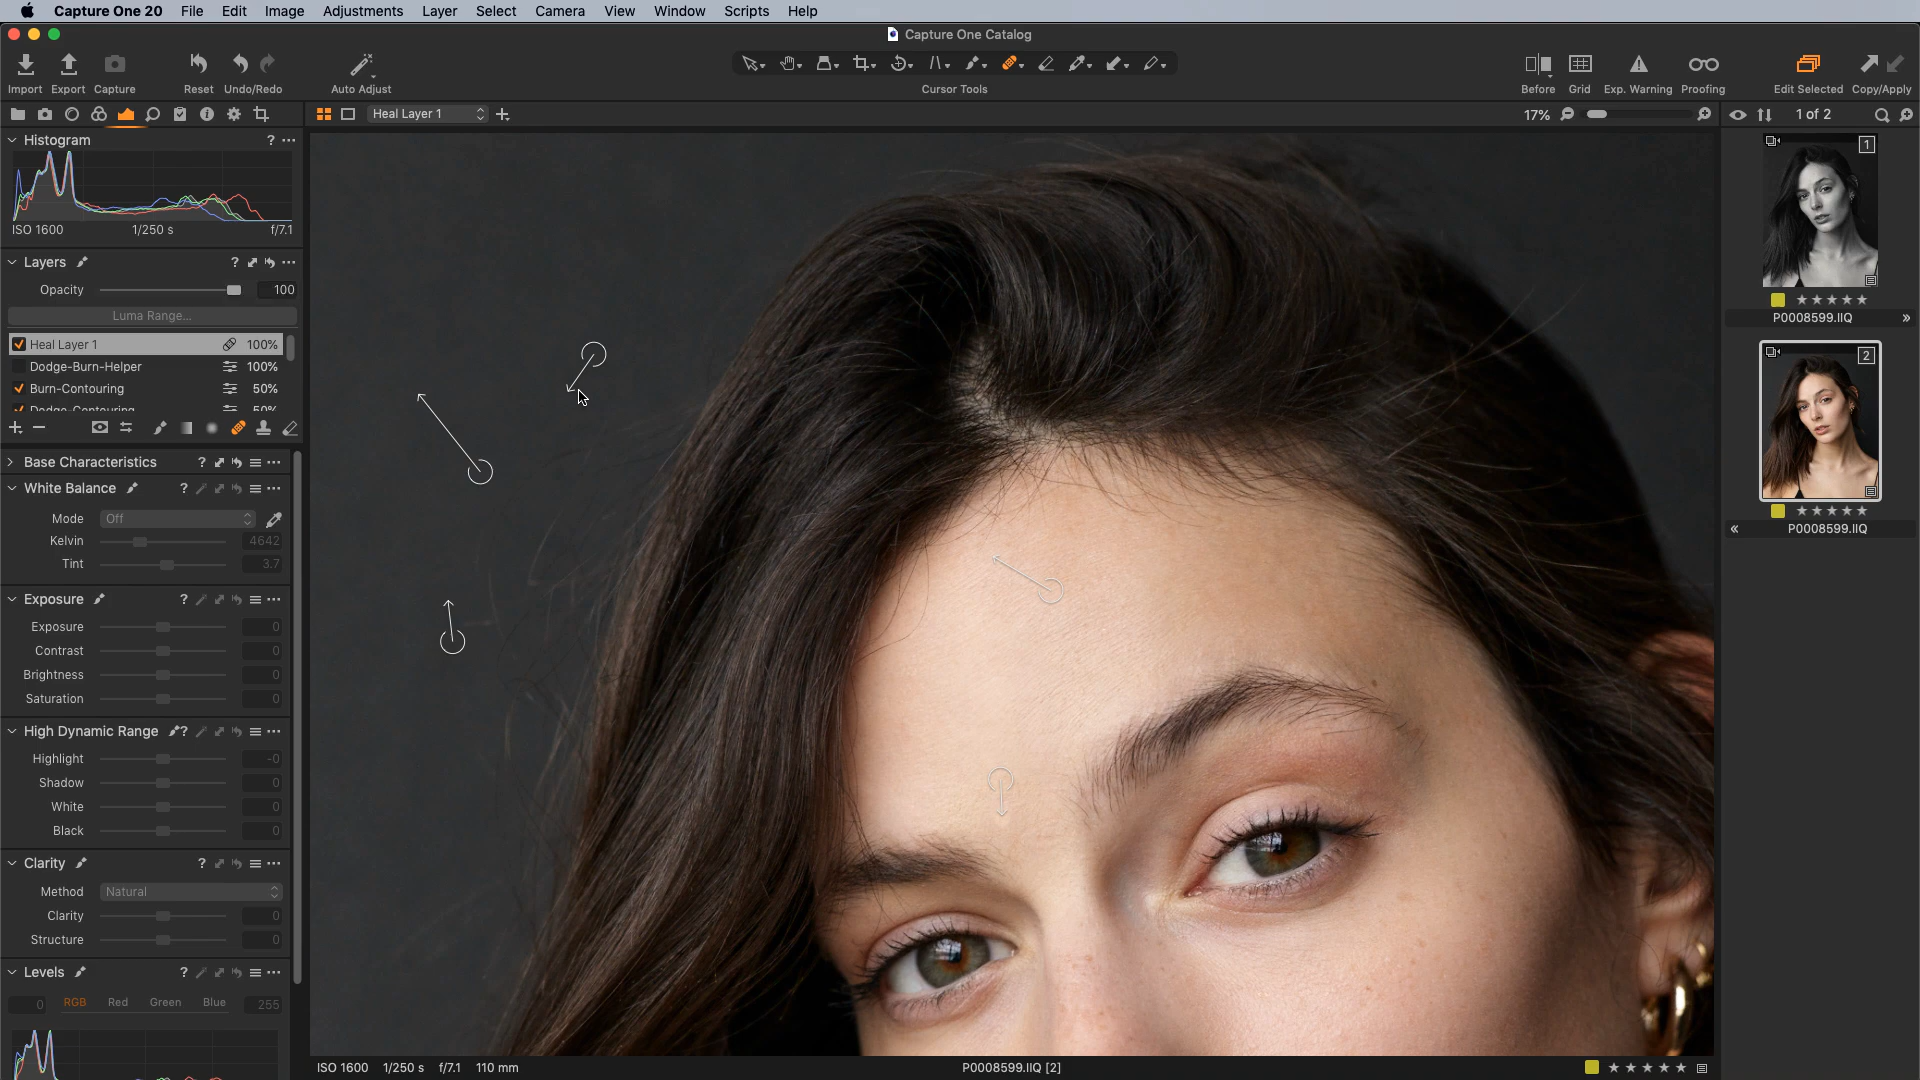 Capture One 20 File Edit Image Adjustments Layer Select Camera View Window Scripts Help
Capture One Catalog
Import Export Capture Reset Undo/Redo Auto Adjust Cursor Tools Before Grid Exp. Warning Proofing Edit Selected Copy/Apply
Heal Layer 1 17% 1 of 2
Histogram ?
ISO 1600 1/250 s f/7.1
Layers ?
Opacity 100
Luma Range...
Heal Layer 1 100%
Dodge-Burn-Helper 100%
Burn-Contouring 50%
Dodge-Contouring 50%
Base Characteristics ?
White Balance ?
Mode Off
Kelvin 4642
Tint 3.7
Exposure ?
Exposure 0
Contrast 0
Brightness 0
Saturation 0
High Dynamic Range ?
Highlight -0
Shadow 0
White 0
Black 0
Clarity ?
Method Natural
Clarity 0
Structure 0
Levels ?
0 RGB Red Green Blue 255
ISO 1600 1/250 s f/7.1 110 mm P0008599.IIQ [2]
1
P0008599.IIQ »
2
« P0008599.IIQ